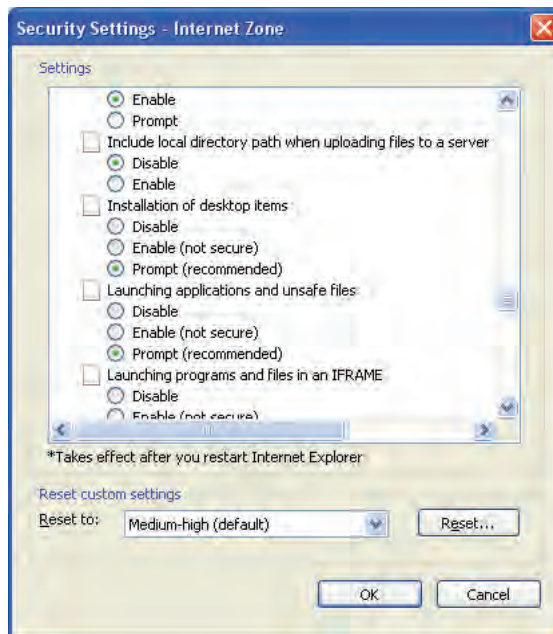 Security Settings - Internet Zone
Settings
Enable
Prompt
Include local directory path when uploading files to a server
Disable
Enable
Installation of desktop items
Disable
Enable (not secure)
Prompt (recommended)
Launching applications and unsafe files
Disable
Enable (not secure)
Prompt (recommended)
Launching programs and files in an IFRAME
Disable
Enable (not secure)
*Takes effect after you restart Internet Explorer
Reset custom settings
Reset to: Medium-high (default) Reset...
OK Cancel